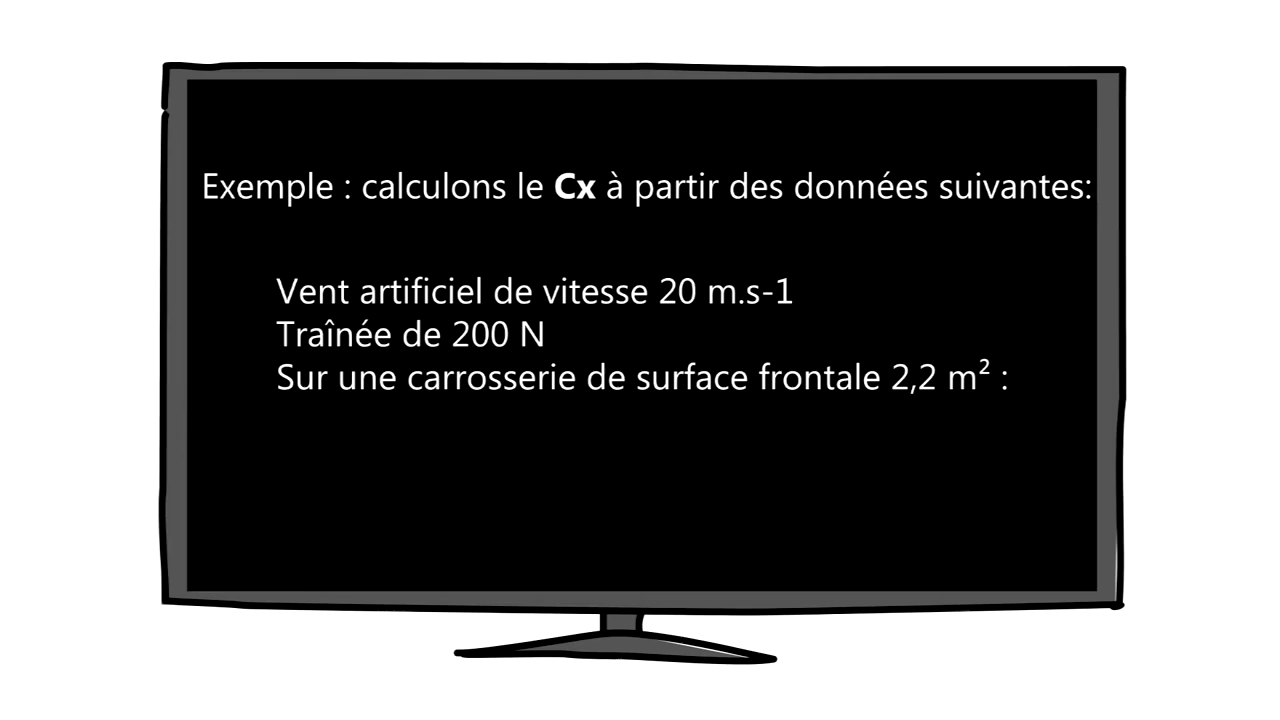 Exemple : calculons le Cx à partir des données suivantes:
Vent artificiel de vitesse 20 m.s-1
Traînée de 200 N
Sur une carrosserie de surface frontale 2,2 m² :